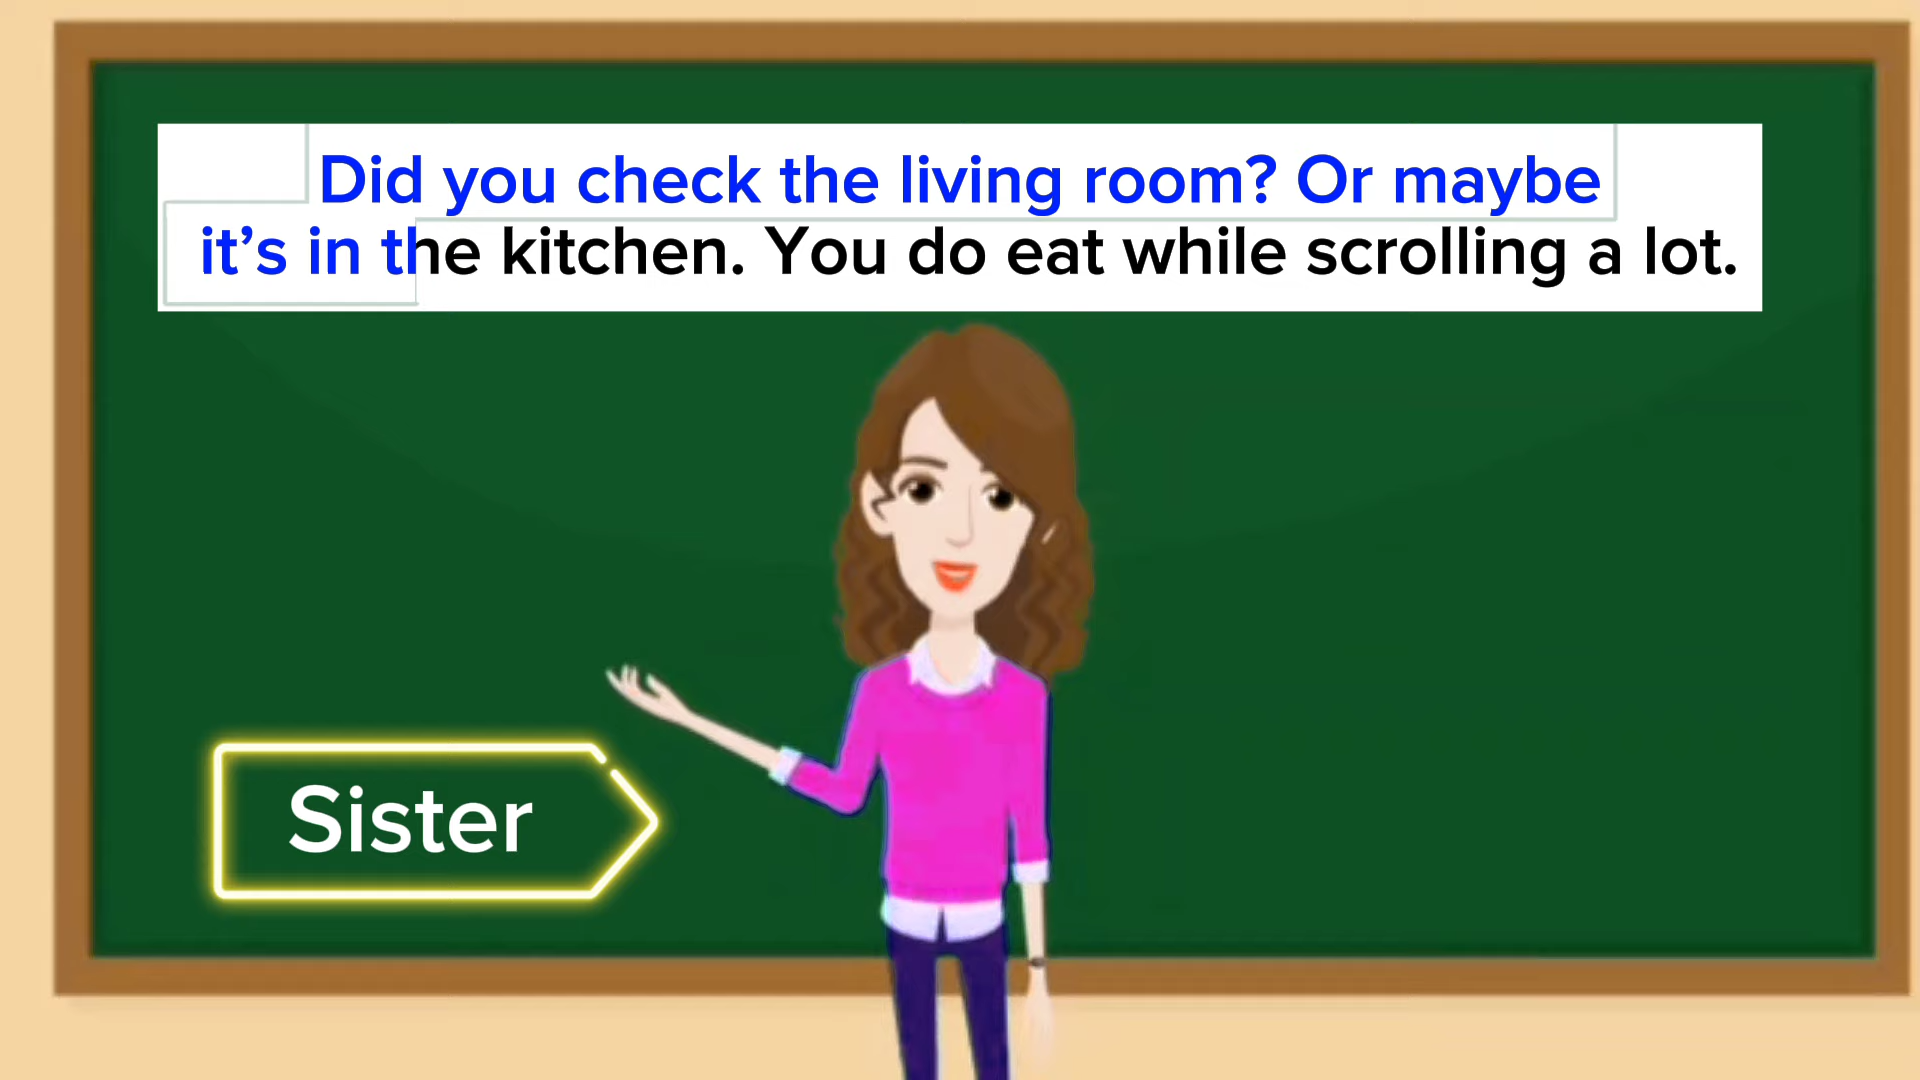 Did you check the living room? Or maybe
it’s in the kitchen. You do eat while scrolling a lot.
Sister